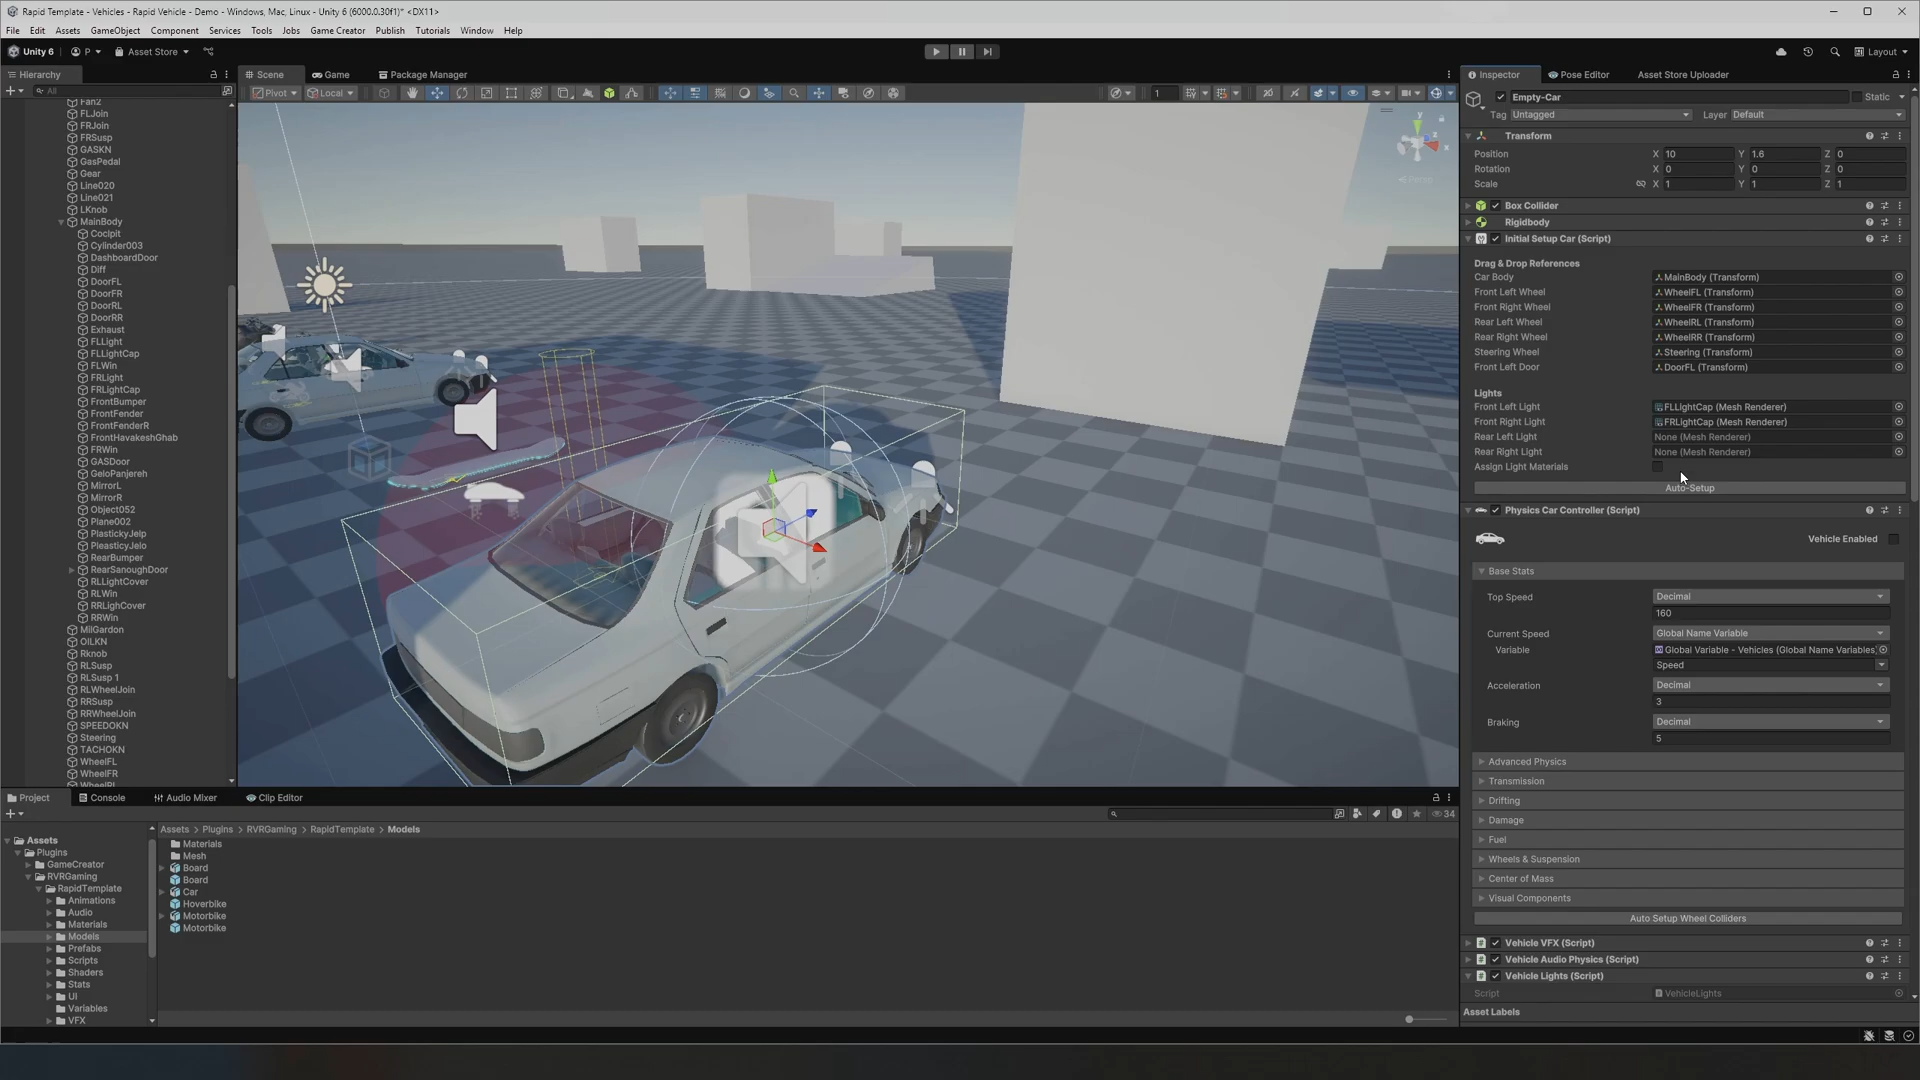 Rapid Template - Vehicles - Rapid Vehicle - Demo - Windows, Mac, Linux - Unity 6 (6000.0.30f1)* <DX11>
File Edit Assets GameObject Component Services Tools Jobs Game Creator Publish Tutorials Window Help
Unity 6 P Asset Store Layout
Hierarchy
All
Fan2
FLJoin
FRJoin
FRSusp
GASKN
GasPedal
Gear
Line020
Line021
LKnob
MainBody
Coclpit
Cylinder003
DashboardDoor
Diff
DoorFL
DoorFR
DoorRL
DoorRR
Exhaust
FLLight
FLLightCap
FLWin
FRLight
FRLightCap
FrontBumper
FrontFender
FrontFenderR
FrontHavakeshGhab
FRWin
GASDoor
GeloPanjereh
MirrorL
MirrorR
Object052
Plane002
PlastickyJelp
PleastickyJelo
RearBumper
RearSanoughDoor
RLLightCover
RLWin
RRLighCover
RRWin
MilGardon
OILKN
Rknob
RLSusp
RLSusp 1
RLWheelJoin
RRSusp
RRWheelJoin
SPEEDOKN
Steering
TACHOKN
WheelFL
WheelFR
Scene Game Package Manager
Pivot Local 1
y
z
x
Persp
Inspector Pose Editor Asset Store Uploader
Empty-Car Static
Tag Untagged Layer Default
Transform
Position X 10 Y 1.6 Z 0
Rotation X 0 Y 0 Z 0
Scale X 1 Y 1 Z 1
Box Collider
Rigidbody
Initial Setup Car (Script)
Drag & Drop References
Car Body MainBody (Transform)
Front Left Wheel WheelFL (Transform)
Front Right Wheel WheelFR (Transform)
Rear Left Wheel WheelRL (Transform)
Rear Right Wheel WheelRR (Transform)
Steering Wheel Steering (Transform)
Front Left Door DoorFL (Transform)
Lights
Front Left Light FLLightCap (Mesh Renderer)
Front Right Light FRLightCap (Mesh Renderer)
Rear Left Light None (Mesh Renderer)
Rear Right Light None (Mesh Renderer)
Assign Light Materials
Auto-Setup
Physics Car Controller (Script)
Vehicle Enabled
Base Stats
Top Speed Decimal
160
Current Speed Global Name Variable
Variable Global Variable - Vehicles (Global Name Variables)
Speed
Acceleration Decimal
3
Braking Decimal
5
Advanced Physics
Transmission
Drifting
Damage
Fuel
Wheels & Suspension
Center of Mass
Visual Components
Auto Setup Wheel Colliders
Vehicle VFX (Script)
Vehicle Audio Physics (Script)
Vehicle Lights (Script)
Script VehicleLights
Asset Labels
Project Console Audio Mixer Clip Editor
34
Assets
Plugins
GameCreator
RVRGaming
RapidTemplate
Animations
Audio
Materials
Models
Prefabs
Scripts
Shaders
Stats
UI
Variables
VFX
Assets > Plugins > RVRGaming > RapidTemplate > Models
Materials
Mesh
Board
Board
Car
Hoverbike
Motorbike
Motorbike